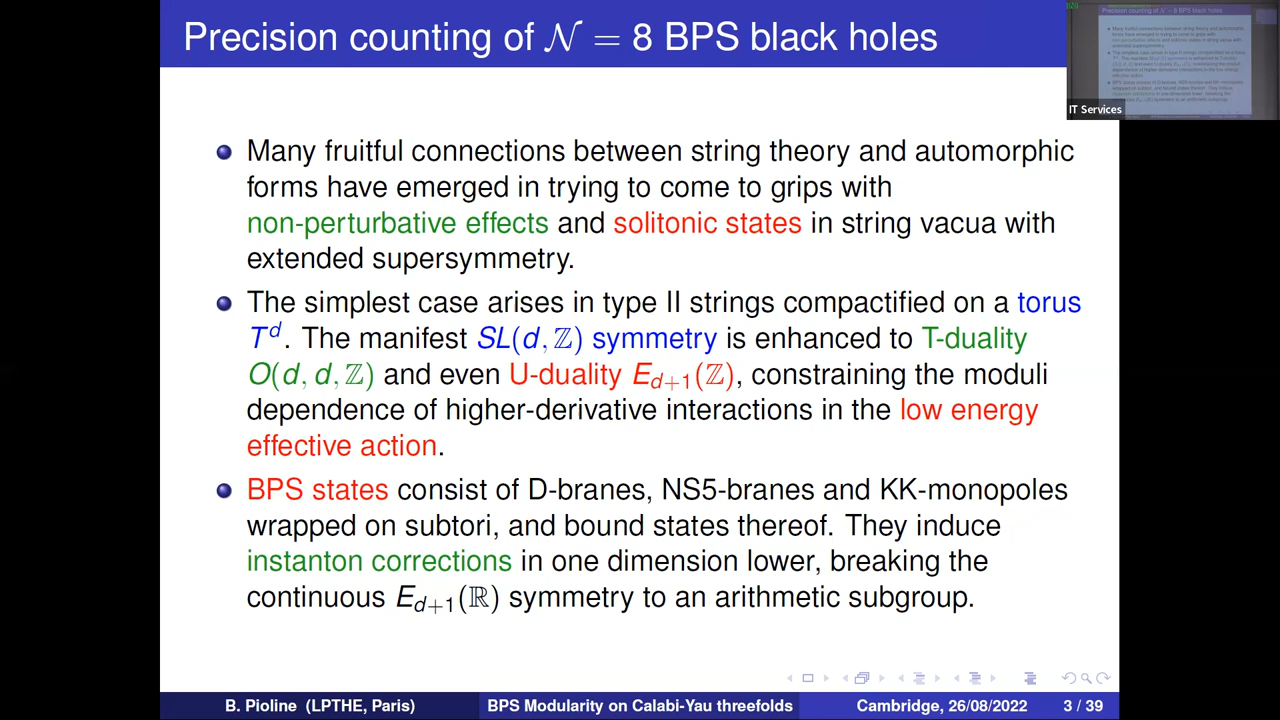 Precision counting of 𝒩 = 8 BPS black holes
IT Services
Many fruitful connections between string theory and automorphic
forms have emerged in trying to come to grips with
non-perturbative effects and solitonic states in string vacua with
extended supersymmetry.
The simplest case arises in type II strings compactified on a torus
T^d. The manifest SL(d, ℤ) symmetry is enhanced to T-duality
O(d, d, ℤ) and even U-duality E_{d+1}(ℤ), constraining the moduli
dependence of higher-derivative interactions in the low energy
effective action.
BPS states consist of D-branes, NS5-branes and KK-monopoles
wrapped on subtori, and bound states thereof. They induce
instanton corrections in one dimension lower, breaking the
continuous E_{d+1}(ℝ) symmetry to an arithmetic subgroup.
B. Pioline (LPTHE, Paris) BPS Modularity on Calabi-Yau threefolds Cambridge, 26/08/2022 3 / 39